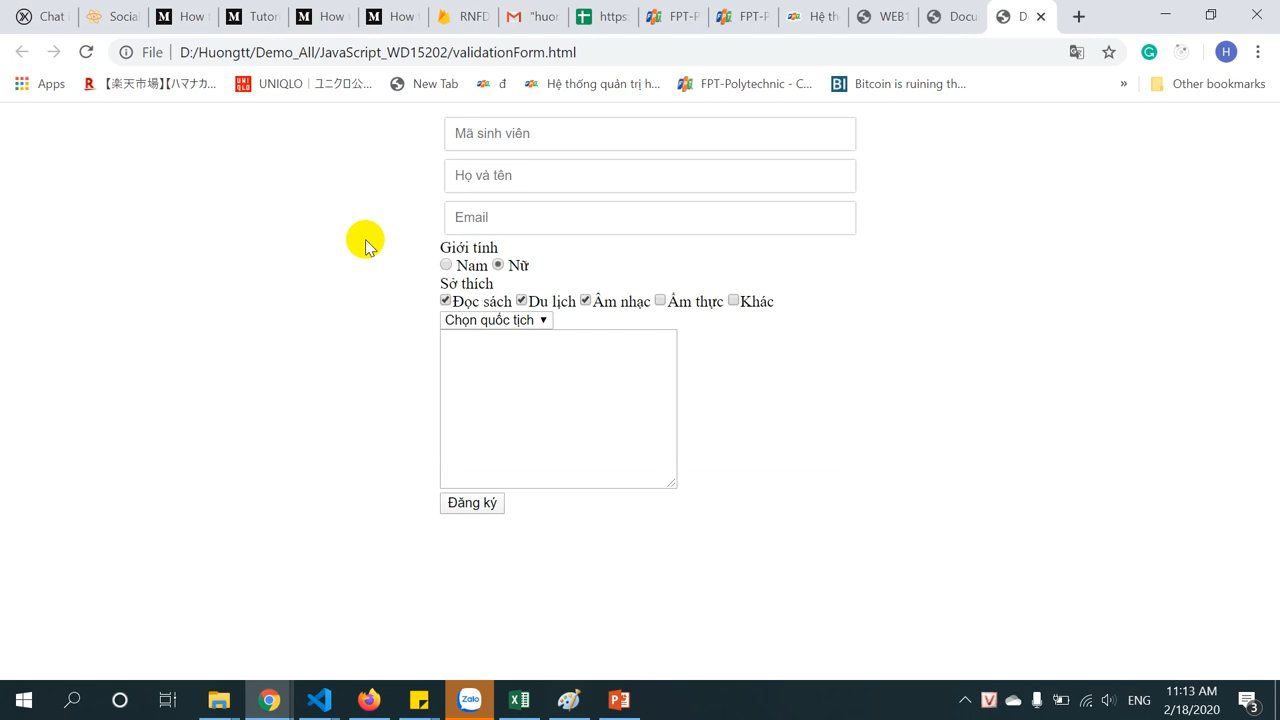 Chat
Social
How
Tutor
How
How
RNFD
"huor
https:
FPT-P
FPT-P
Hệ th
WEB1
Docu
D
File
D:/Huongtt/Demo_All/JavaScript_WD15202/validationForm.html
H
Apps
【楽天市場】【ハマナカ...
UNIQLO｜ユニクロ公...
New Tab
đ
Hệ thống quản trị h...
FPT-Polytechnic - C...
BI
Bitcoin is ruining th...
»
Other bookmarks
Mã sinh viên
Họ và tên
Email
Giới tính
Nam Nữ
Sở thích
Đọc sách Du lịch Âm nhạc Ẩm thực Khác
Chọn quốc tịch
Đăng ký
Zalo
ENG
11:13 AM
2/18/2020
3